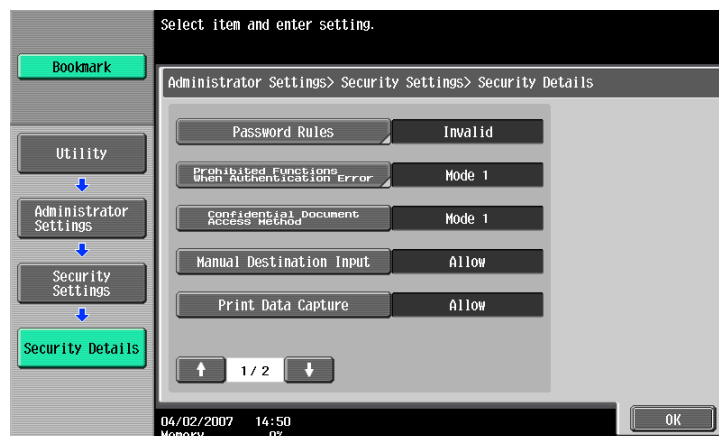 Select item and enter setting.
Bookmark
Administrator Settings> Security Settings> Security Details
Utility
Administrator
Settings
Security
Settings
Security Details
Password Rules
Invalid
Prohibited Functions
When Authentication Error
Mode 1
Confidential Document
Access Method
Mode 1
Manual Destination Input
Allow
Print Data Capture
Allow
1/ 2
04/02/2007 14:50
Memory 0%
OK